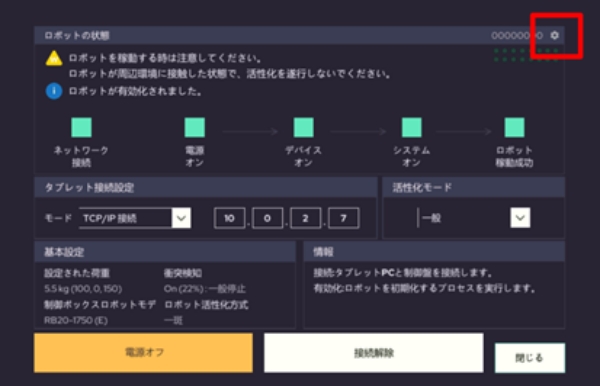 ロボットの状態 00000000
ロボットを稼動する時は注意してください。
ロボットが周辺環境に接触した状態で、活性化を遂行しないでください。
ロボットが有効化されました。
ネットワーク
接続
電源
オン
デバイス
オン
システム
オン
ロボット
稼動成功
タブレット接続設定
モード TCP/IP 接続 10 . 0 . 2 . 7
活性化モード
一般
基本設定
設定された荷重 衝突検知
5.5 kg (100, 0, 150) On (22%) : 一般停止
制御ボックスロボットモデ ロボット活性化方式
RB20-1750 (E) 一斑
情報
接続:タブレットPCと制御盤を接続します。
有効化:ロボットを初期化するプロセスを実行します。
電源オフ
接続解除
閉じる